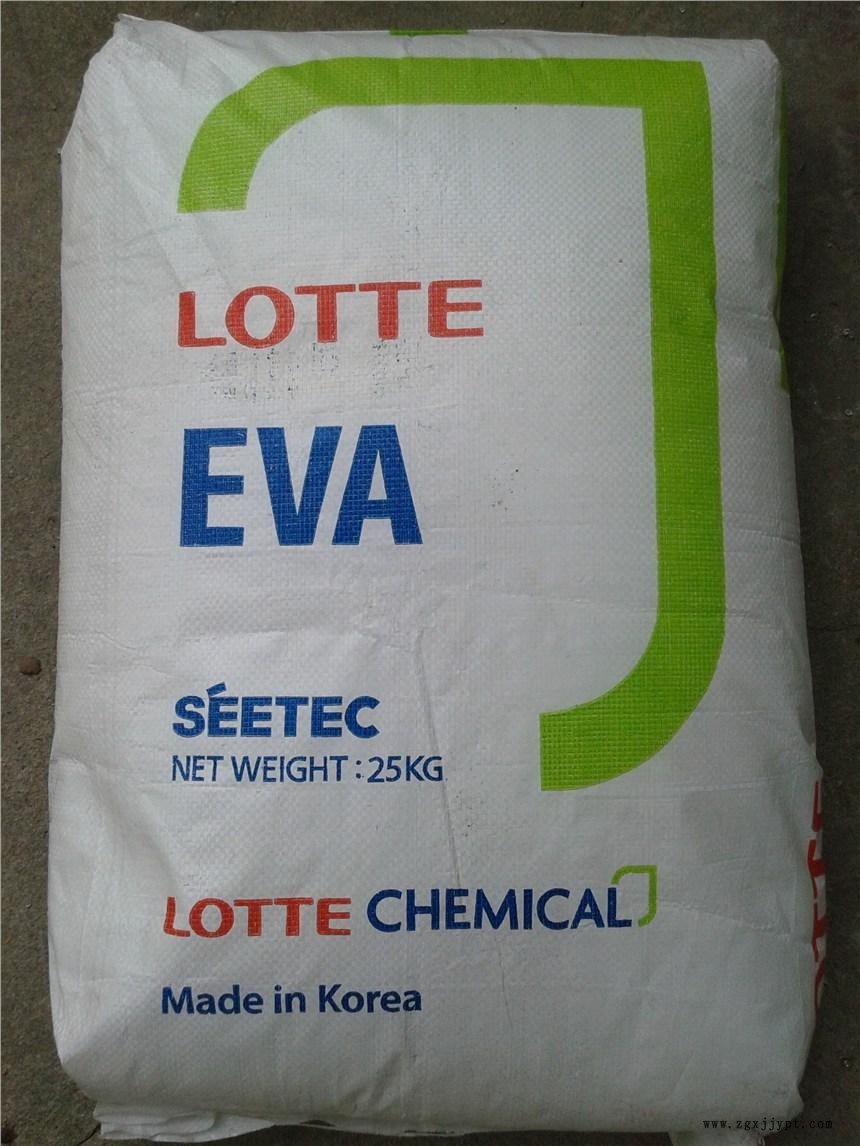 LOTTE
EVA
SÉETEC
NET WEIGHT : 25KG
LOTTE CHEMICAL
Made in Korea
www.zgxjjypt.com